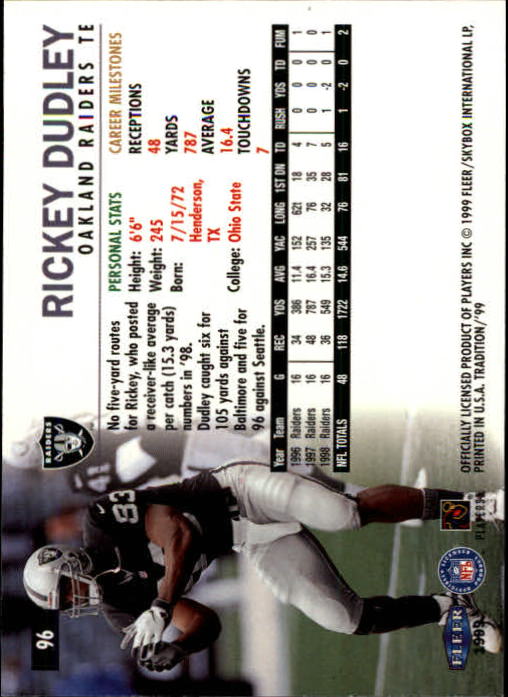 96
RAIDERS
RICKEY DUDLEY
OAKLAND RAIDERS TE
No five-yard routes
for Rickey, who posted
a receiver-like average
per catch (15.3 yards)
numbers in '98.
Dudley caught six for
105 yards against
Baltimore and five for
96 against Seattle.
PERSONAL STATS
Height: 6'6"
Weight: 245
Born:
7/15/72
Henderson,
TX
College: Ohio State
CAREER MILESTONES
RECEPTIONS
48
YARDS
787
AVERAGE
16.4
TOUCHDOWNS
7
Year Team G REC YDS AVG YAC LONG 1ST DN TD RUSH YDS TD FUM
1996 Raiders 16 34 386 11.4 152 62t 18 4 0 0 0 1
1997 Raiders 16 48 787 16.4 257 76 35 7 0 0 0 0
1998 Raiders 16 36 549 15.3 135 32 28 5 1 -2 0 1
NFL TOTALS 48 118 1722 14.6 544 76 81 16 1 -2 0 2
83
FLEER
1999
NFL
PLAYERS
OFFICIALLY LICENSED PRODUCT OF PLAYERS INC © 1999 FLEER/SKYBOX INTERNATIONAL LP,
PRINTED IN U.S.A. TRADITION/'99